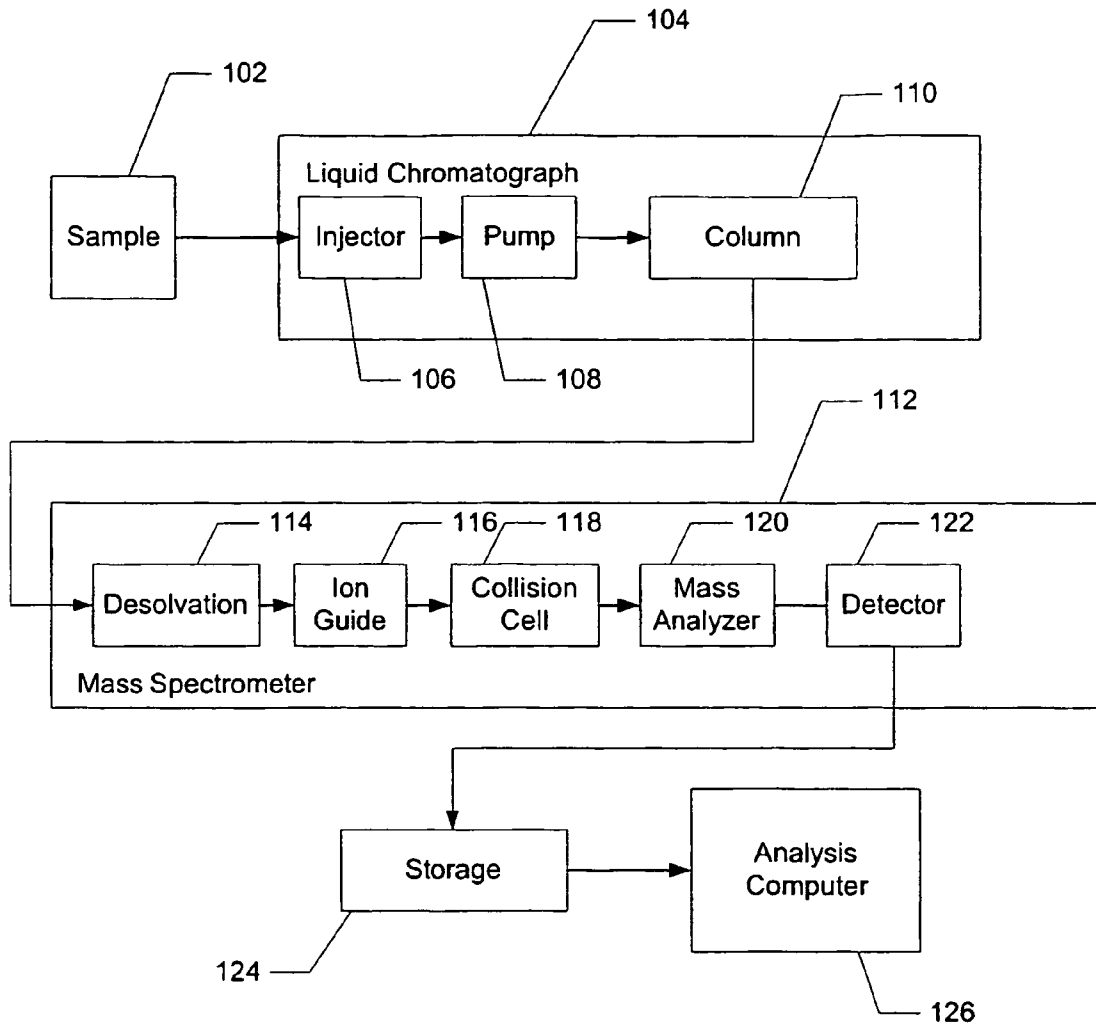 104
102
110
Liquid Chromatograph
Sample
Injector
Pump
Column
106
108
112
114
116
118
120
122
Desolvation
Ion
Guide
Collision
Cell
Mass
Analyzer
Detector
Mass Spectrometer
Storage
Analysis
Computer
124
126